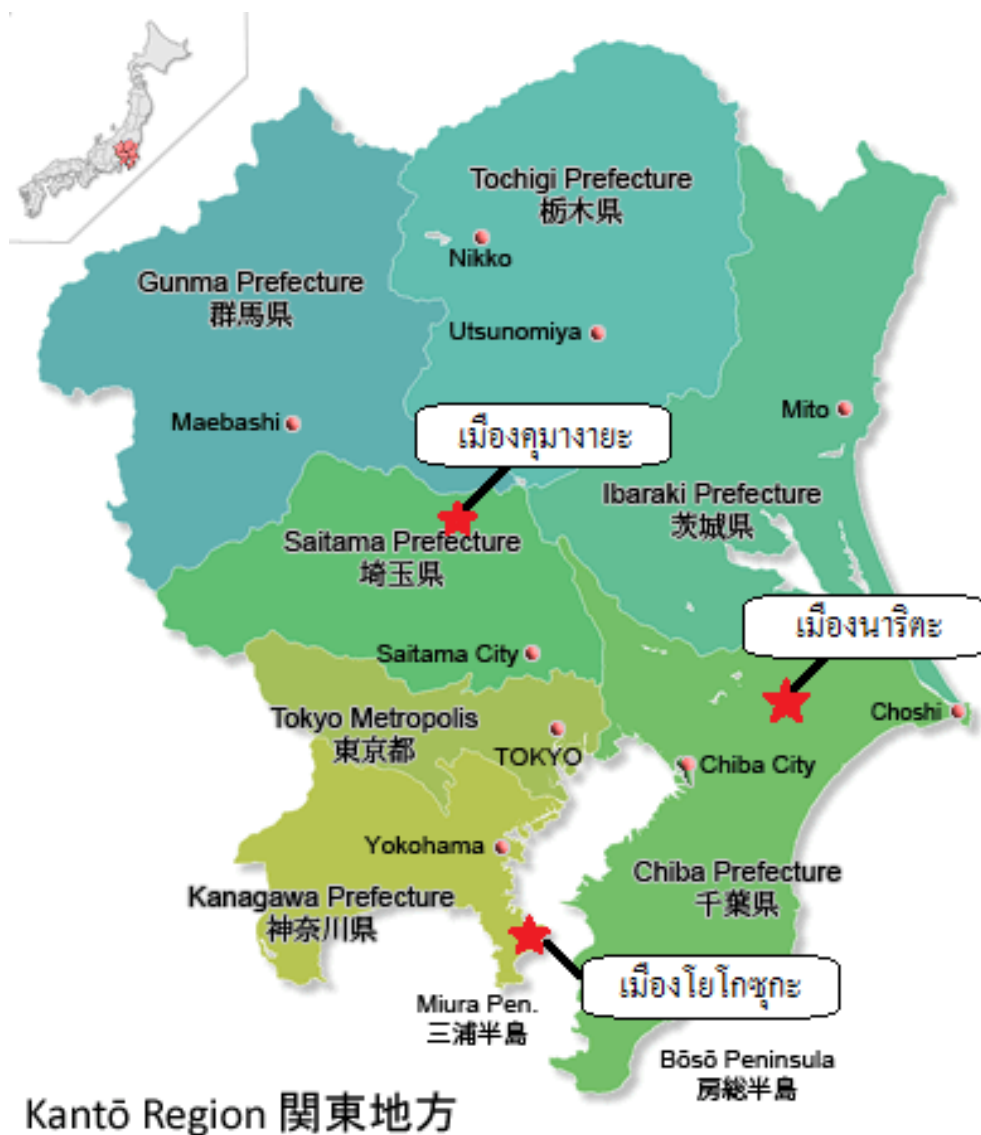 Tochigi Prefecture
栃木県
Nikko
Gunma Prefecture
群馬県
Utsunomiya
Maebashi
เมืองคุมางายะ
Mito
Ibaraki Prefecture
茨城県
Saitama Prefecture
埼玉県
เมืองนาริตะ
Saitama City
Tokyo Metropolis
東京都
TOKYO
Choshi
Chiba City
Yokohama
Chiba Prefecture
千葉県
Kanagawa Prefecture
神奈川県
เมืองโยโกซุกะ
Miura Pen.
三浦半島
Bōsō Peninsula
房総半島
Kantō Region 関東地方